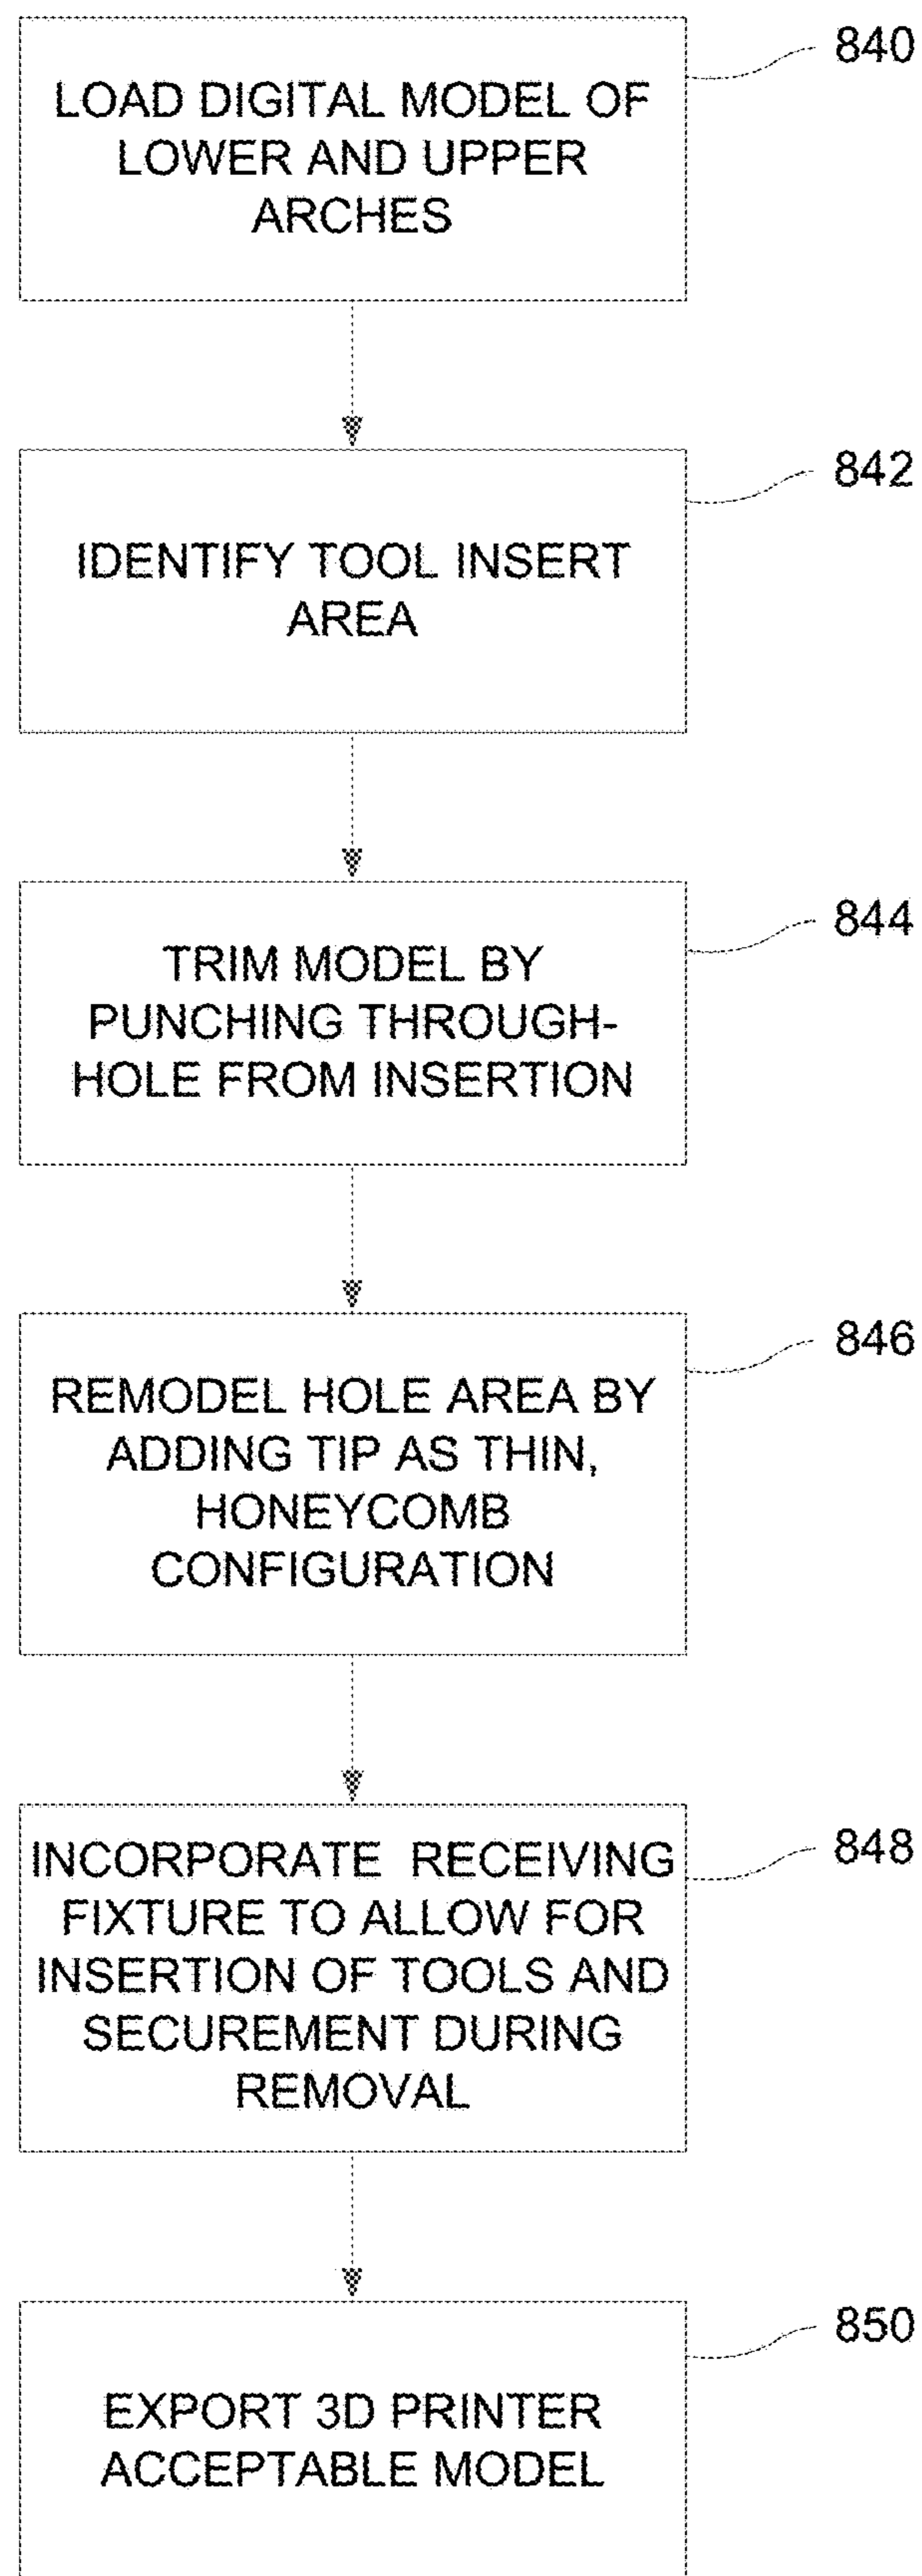 840
LOAD DIGITAL MODEL OF
LOWER AND UPPER
ARCHES
842
IDENTIFY TOOL INSERT
AREA
844
TRIM MODEL BY
PUNCHING THROUGH-
HOLE FROM INSERTION
846
REMODEL HOLE AREA BY
ADDING TIP AS THIN,
HONEYCOMB
CONFIGURATION
848
INCORPORATE RECEIVING
FIXTURE TO ALLOW FOR
INSERTION OF TOOLS AND
SECUREMENT DURING
REMOVAL
850
EXPORT 3D PRINTER
ACCEPTABLE MODEL